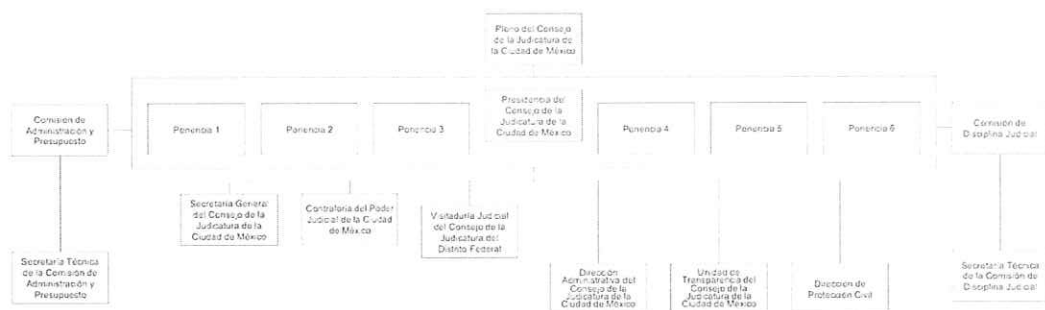 Pleno del Consejo
de la Judicatura de
la Ciudad de México
Comisión de
Administración y
Presupuesto
Ponencia 1
Ponencia 2
Ponencia 3
Presidencia del
Consejo de la
Judicatura de la
Ciudad de México
Ponencia 4
Ponencia 5
Ponencia 6
Comisión de
Disciplina Judicial
Secretaría General
del Consejo de la
Judicatura de la
Ciudad de México
Contraloría del Poder
Judicial de la Ciudad
de México
Visitaduría Judicial
del Consejo de la
Judicatura del
Distrito Federal
Secretaría Técnica
de la Comisión de
Administración y
Presupuesto
Dirección
Administrativa del
Consejo de la
Judicatura de la
Ciudad de México
Unidad de
Transparencia del
Consejo de la
Judicatura de la
Ciudad de México
Dirección de
Protección Civil
Secretaría Técnica
de la Comisión de
Disciplina Judicial